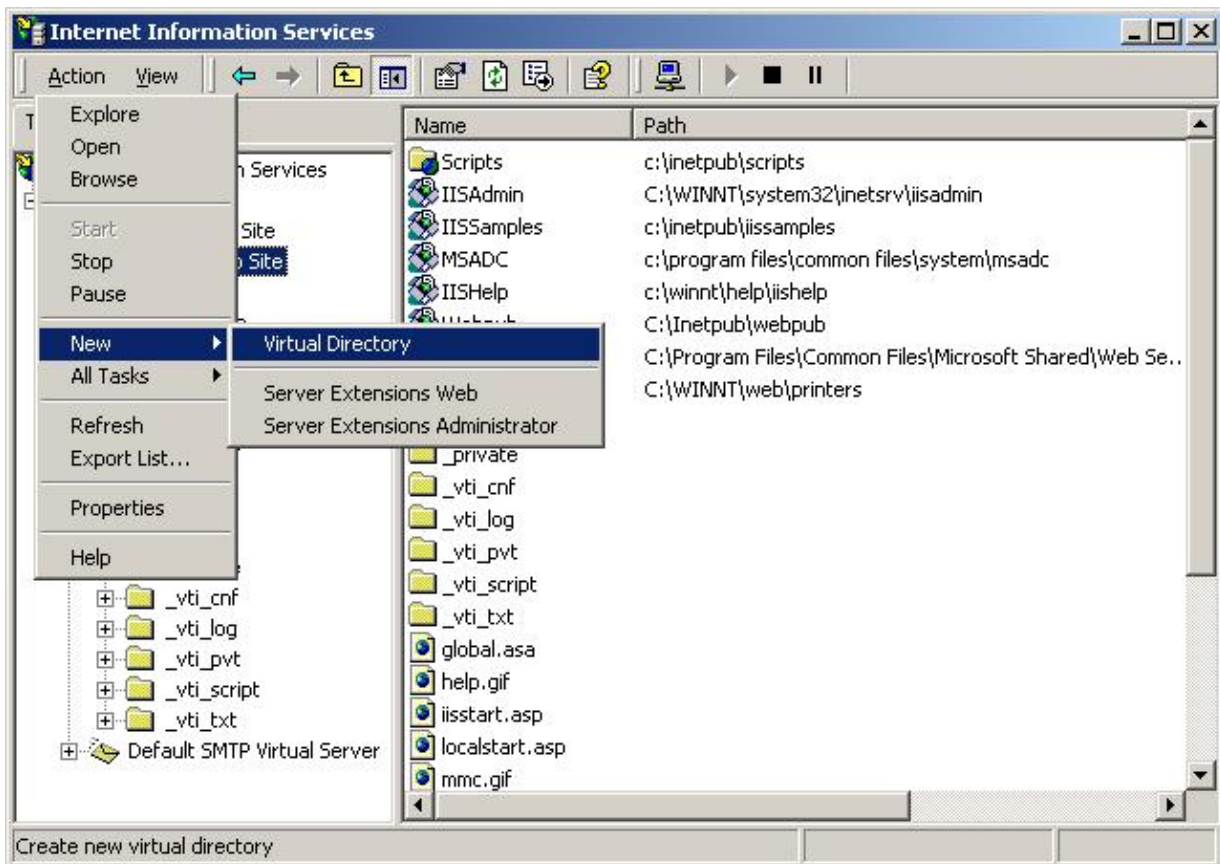 Internet Information Services
Action View
T
Name Path
Explore
Open
Browse
Start
Stop
Pause
New
All Tasks
Refresh
Export List...
Properties
Help
Virtual Directory
Server Extensions Web
Server Extensions Administrator
Services
Site
Site
_vti_cnf
_vti_log
_vti_pvt
_vti_script
_vti_txt
Default SMTP Virtual Server
Scripts c:\inetpub\scripts
IISAdmin C:\WINNT\system32\inetsrv\iisadmin
IISSamples c:\inetpub\iissamples
MSADC c:\program files\common files\system\msadc
IISHelp c:\winnt\help\iishelp
C:\Inetpub\webpub
C:\Program Files\Common Files\Microsoft Shared\Web Se..
C:\WINNT\web\printers
_private
_vti_cnf
_vti_log
_vti_pvt
_vti_script
_vti_txt
global.asa
help.gif
iisstart.asp
localstart.asp
mmc.gif
Create new virtual directory